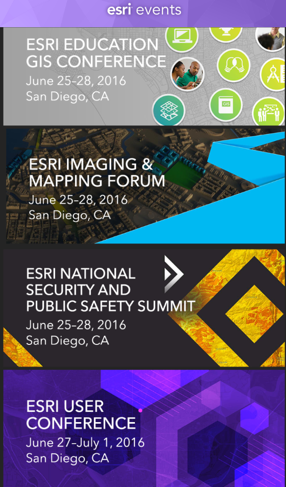 esri events
ESRI EDUCATION
GIS CONFERENCE
June 25–28, 2016
San Diego, CA
ESRI IMAGING &
MAPPING FORUM
June 25–28, 2016
San Diego, CA
ESRI NATIONAL
SECURITY AND
PUBLIC SAFETY SUMMIT
June 25–28, 2016
San Diego, CA
ESRI USER
CONFERENCE
June 27–July 1, 2016
San Diego, CA